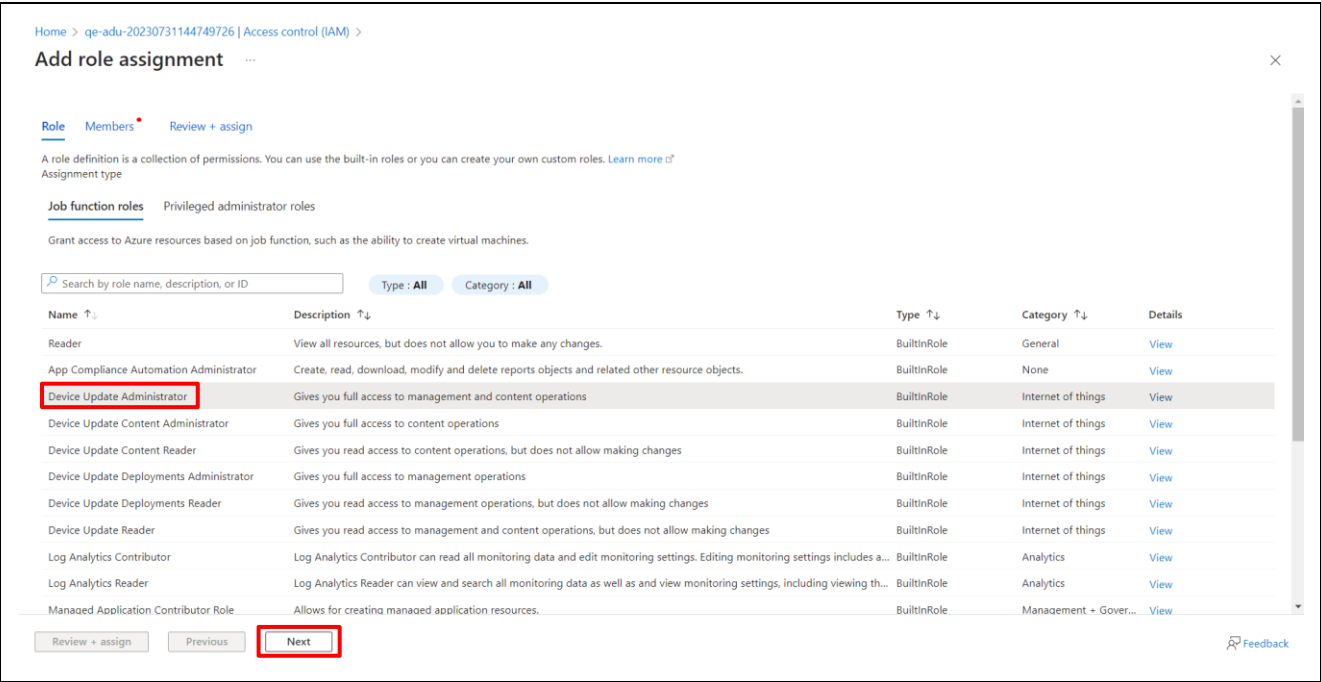 Home > qe-adu-20230731144749726 | Access control (IAM) >
Add role assignment ...
Role Members Review + assign
A role definition is a collection of permissions. You can use the built-in roles or you can create your own custom roles. Learn more
Assignment type
Job function roles Privileged administrator roles
Grant access to Azure resources based on job function, such as the ability to create virtual machines.
Search by role name, description, or ID Type : All Category : All
Name ↑↓ Description ↑↓ Type ↑↓ Category ↑↓ Details
Reader View all resources, but does not allow you to make any changes. BuiltInRole General View
App Compliance Automation Administrator Create, read, download, modify and delete reports objects and related other resource objects. BuiltInRole None View
Device Update Administrator Gives you full access to management and content operations BuiltInRole Internet of things View
Device Update Content Administrator Gives you full access to content operations BuiltInRole Internet of things View
Device Update Content Reader Gives you read access to content operations, but does not allow making changes BuiltInRole Internet of things View
Device Update Deployments Administrator Gives you full access to management operations BuiltInRole Internet of things View
Device Update Deployments Reader Gives you read access to management operations, but does not allow making changes BuiltInRole Internet of things View
Device Update Reader Gives you read access to management and content operations, but does not allow making changes BuiltInRole Internet of things View
Log Analytics Contributor Log Analytics Contributor can read all monitoring data and edit monitoring settings. Editing monitoring settings includes a... BuiltInRole Analytics View
Log Analytics Reader Log Analytics Reader can view and search all monitoring data as well as and view monitoring settings, including viewing th... BuiltInRole Analytics View
Managed Application Contributor Role Allows for creating managed application resources. BuiltInRole Management + Gover... View
Review + assign Previous Next Feedback